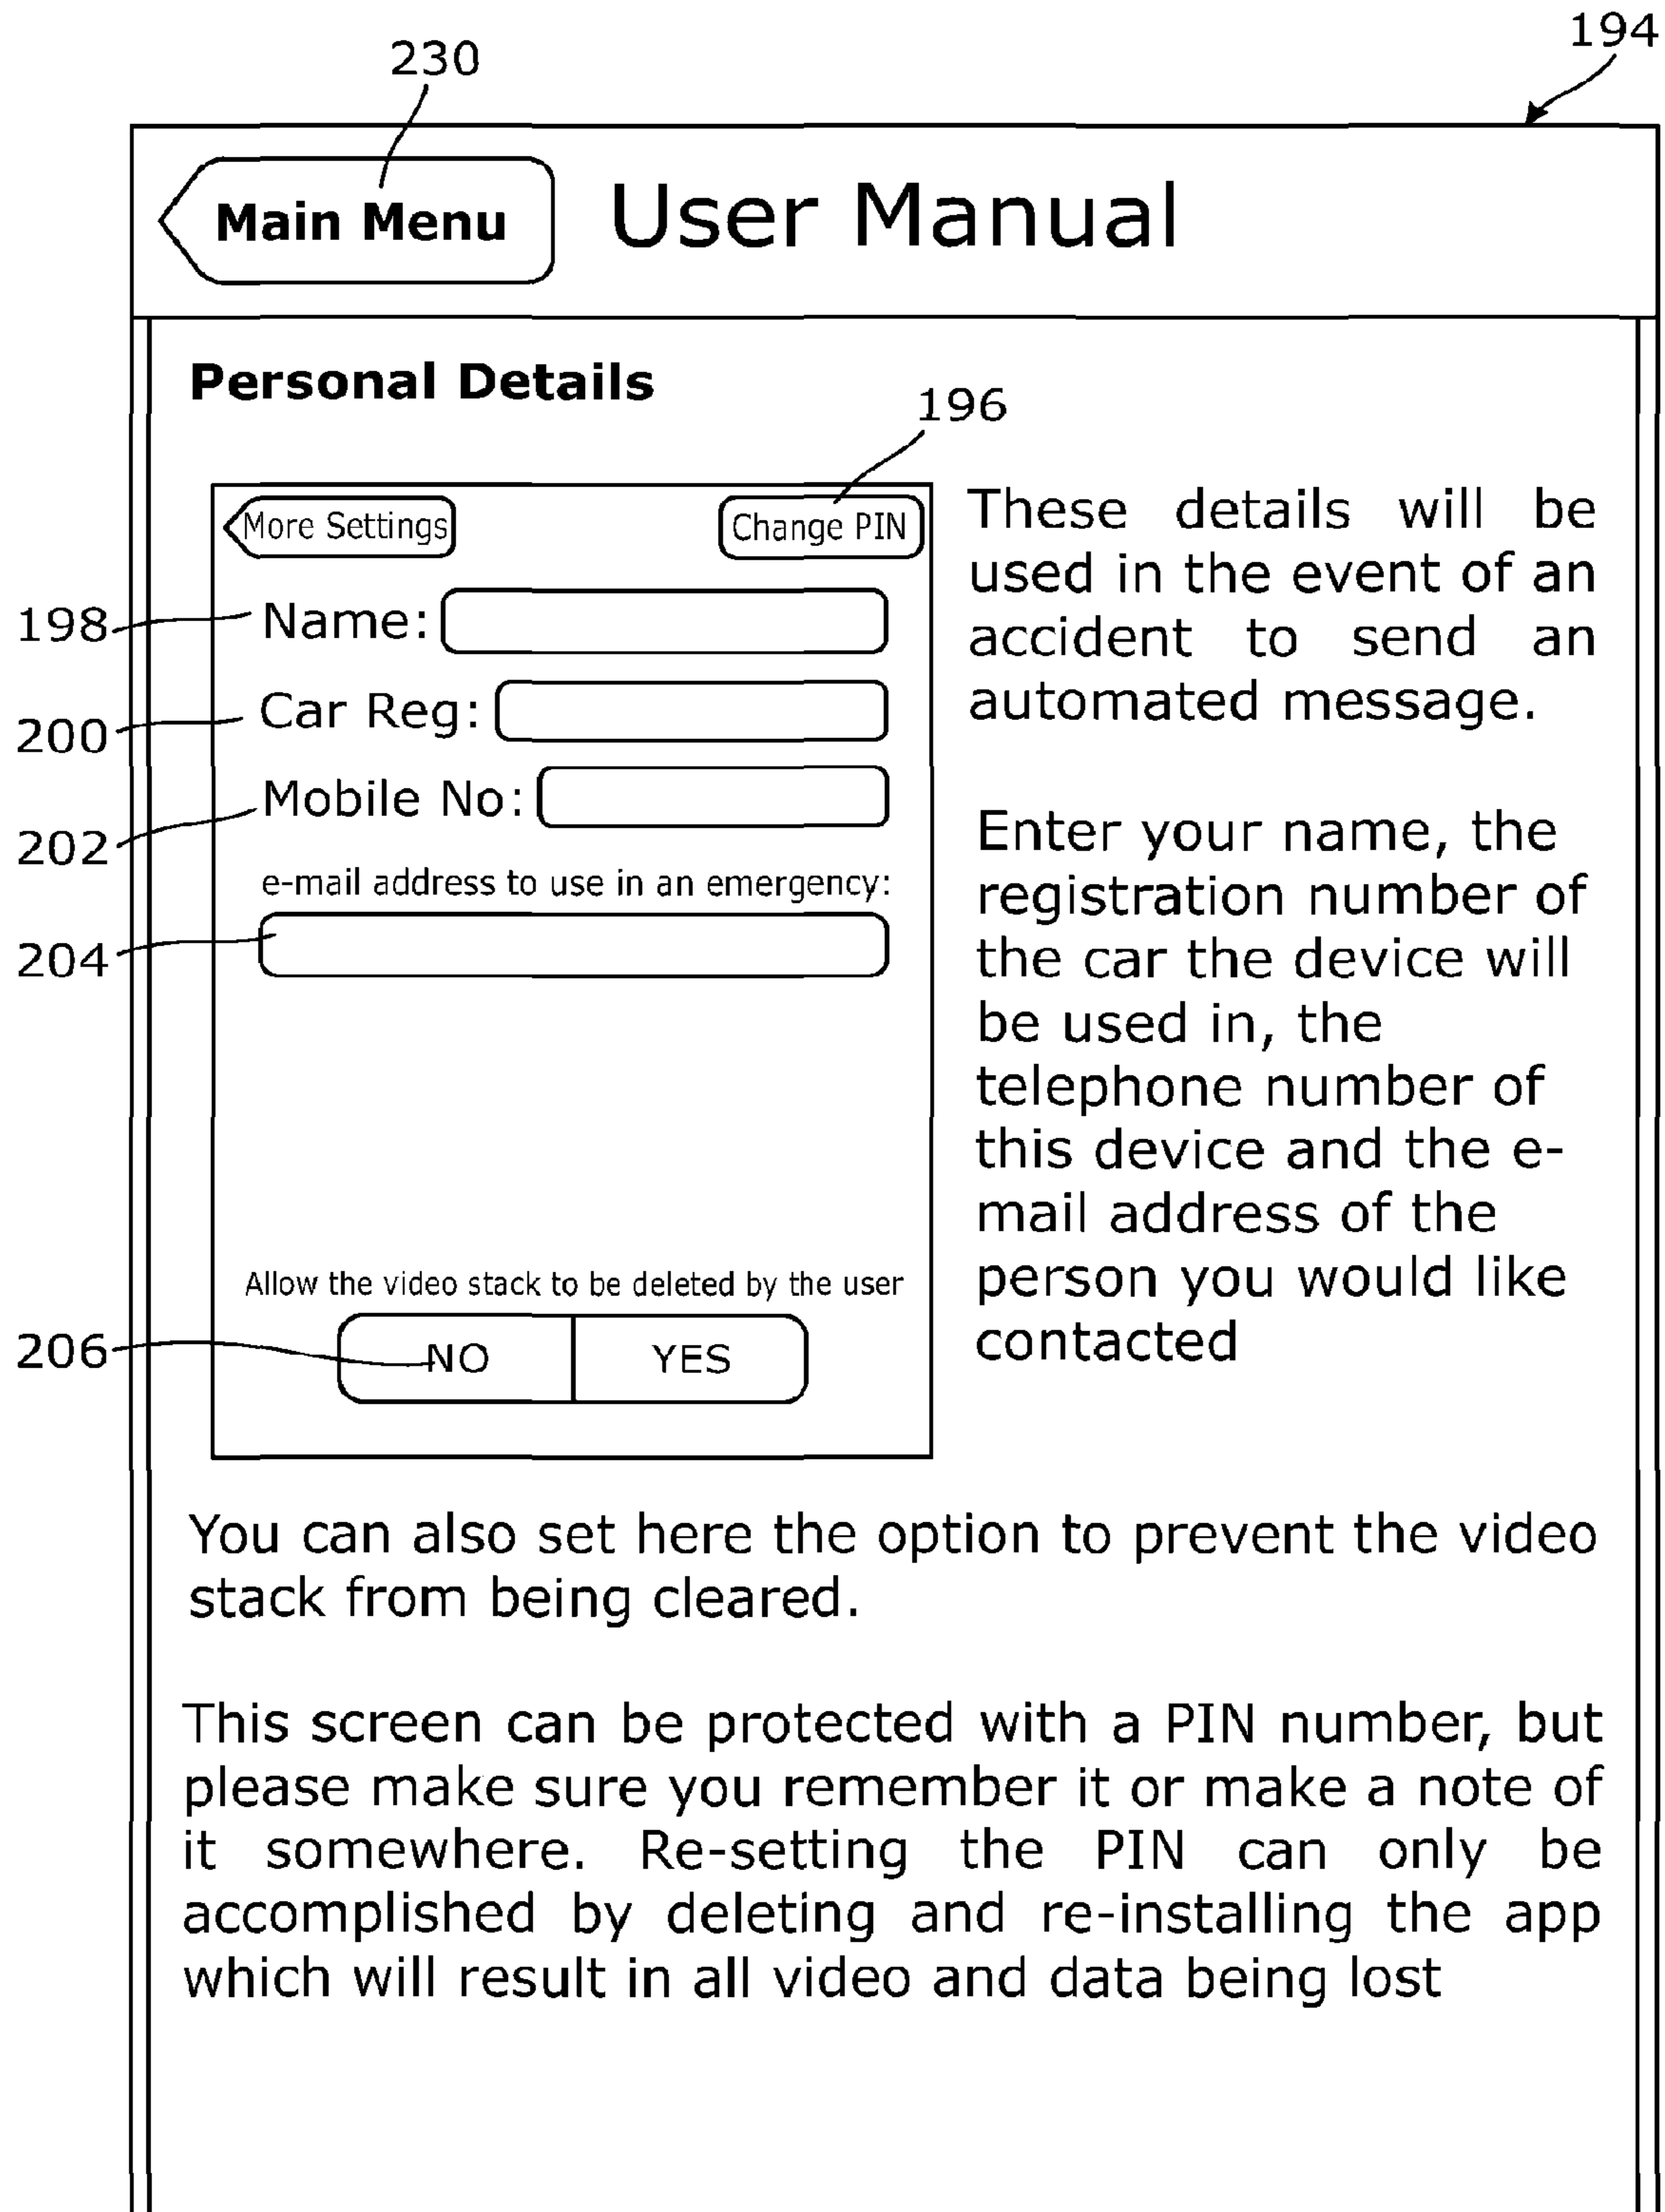 230
194
Main Menu
User Manual
Personal Details
196
More Settings
Change PIN
198
Name:
200
Car Reg:
202
Mobile No:
e-mail address to use in an emergency:
204
Allow the video stack to be deleted by the user
206
NO
YES
These details will be
used in the event of an
accident to send an
automated message.
Enter your name, the
registration number of
the car the device will
be used in, the
telephone number of
this device and the e-
mail address of the
person you would like
contacted
You can also set here the option to prevent the video
stack from being cleared.
This screen can be protected with a PIN number, but
please make sure you remember it or make a note of
it somewhere. Re-setting the PIN can only be
accomplished by deleting and re-installing the app
which will result in all video and data being lost